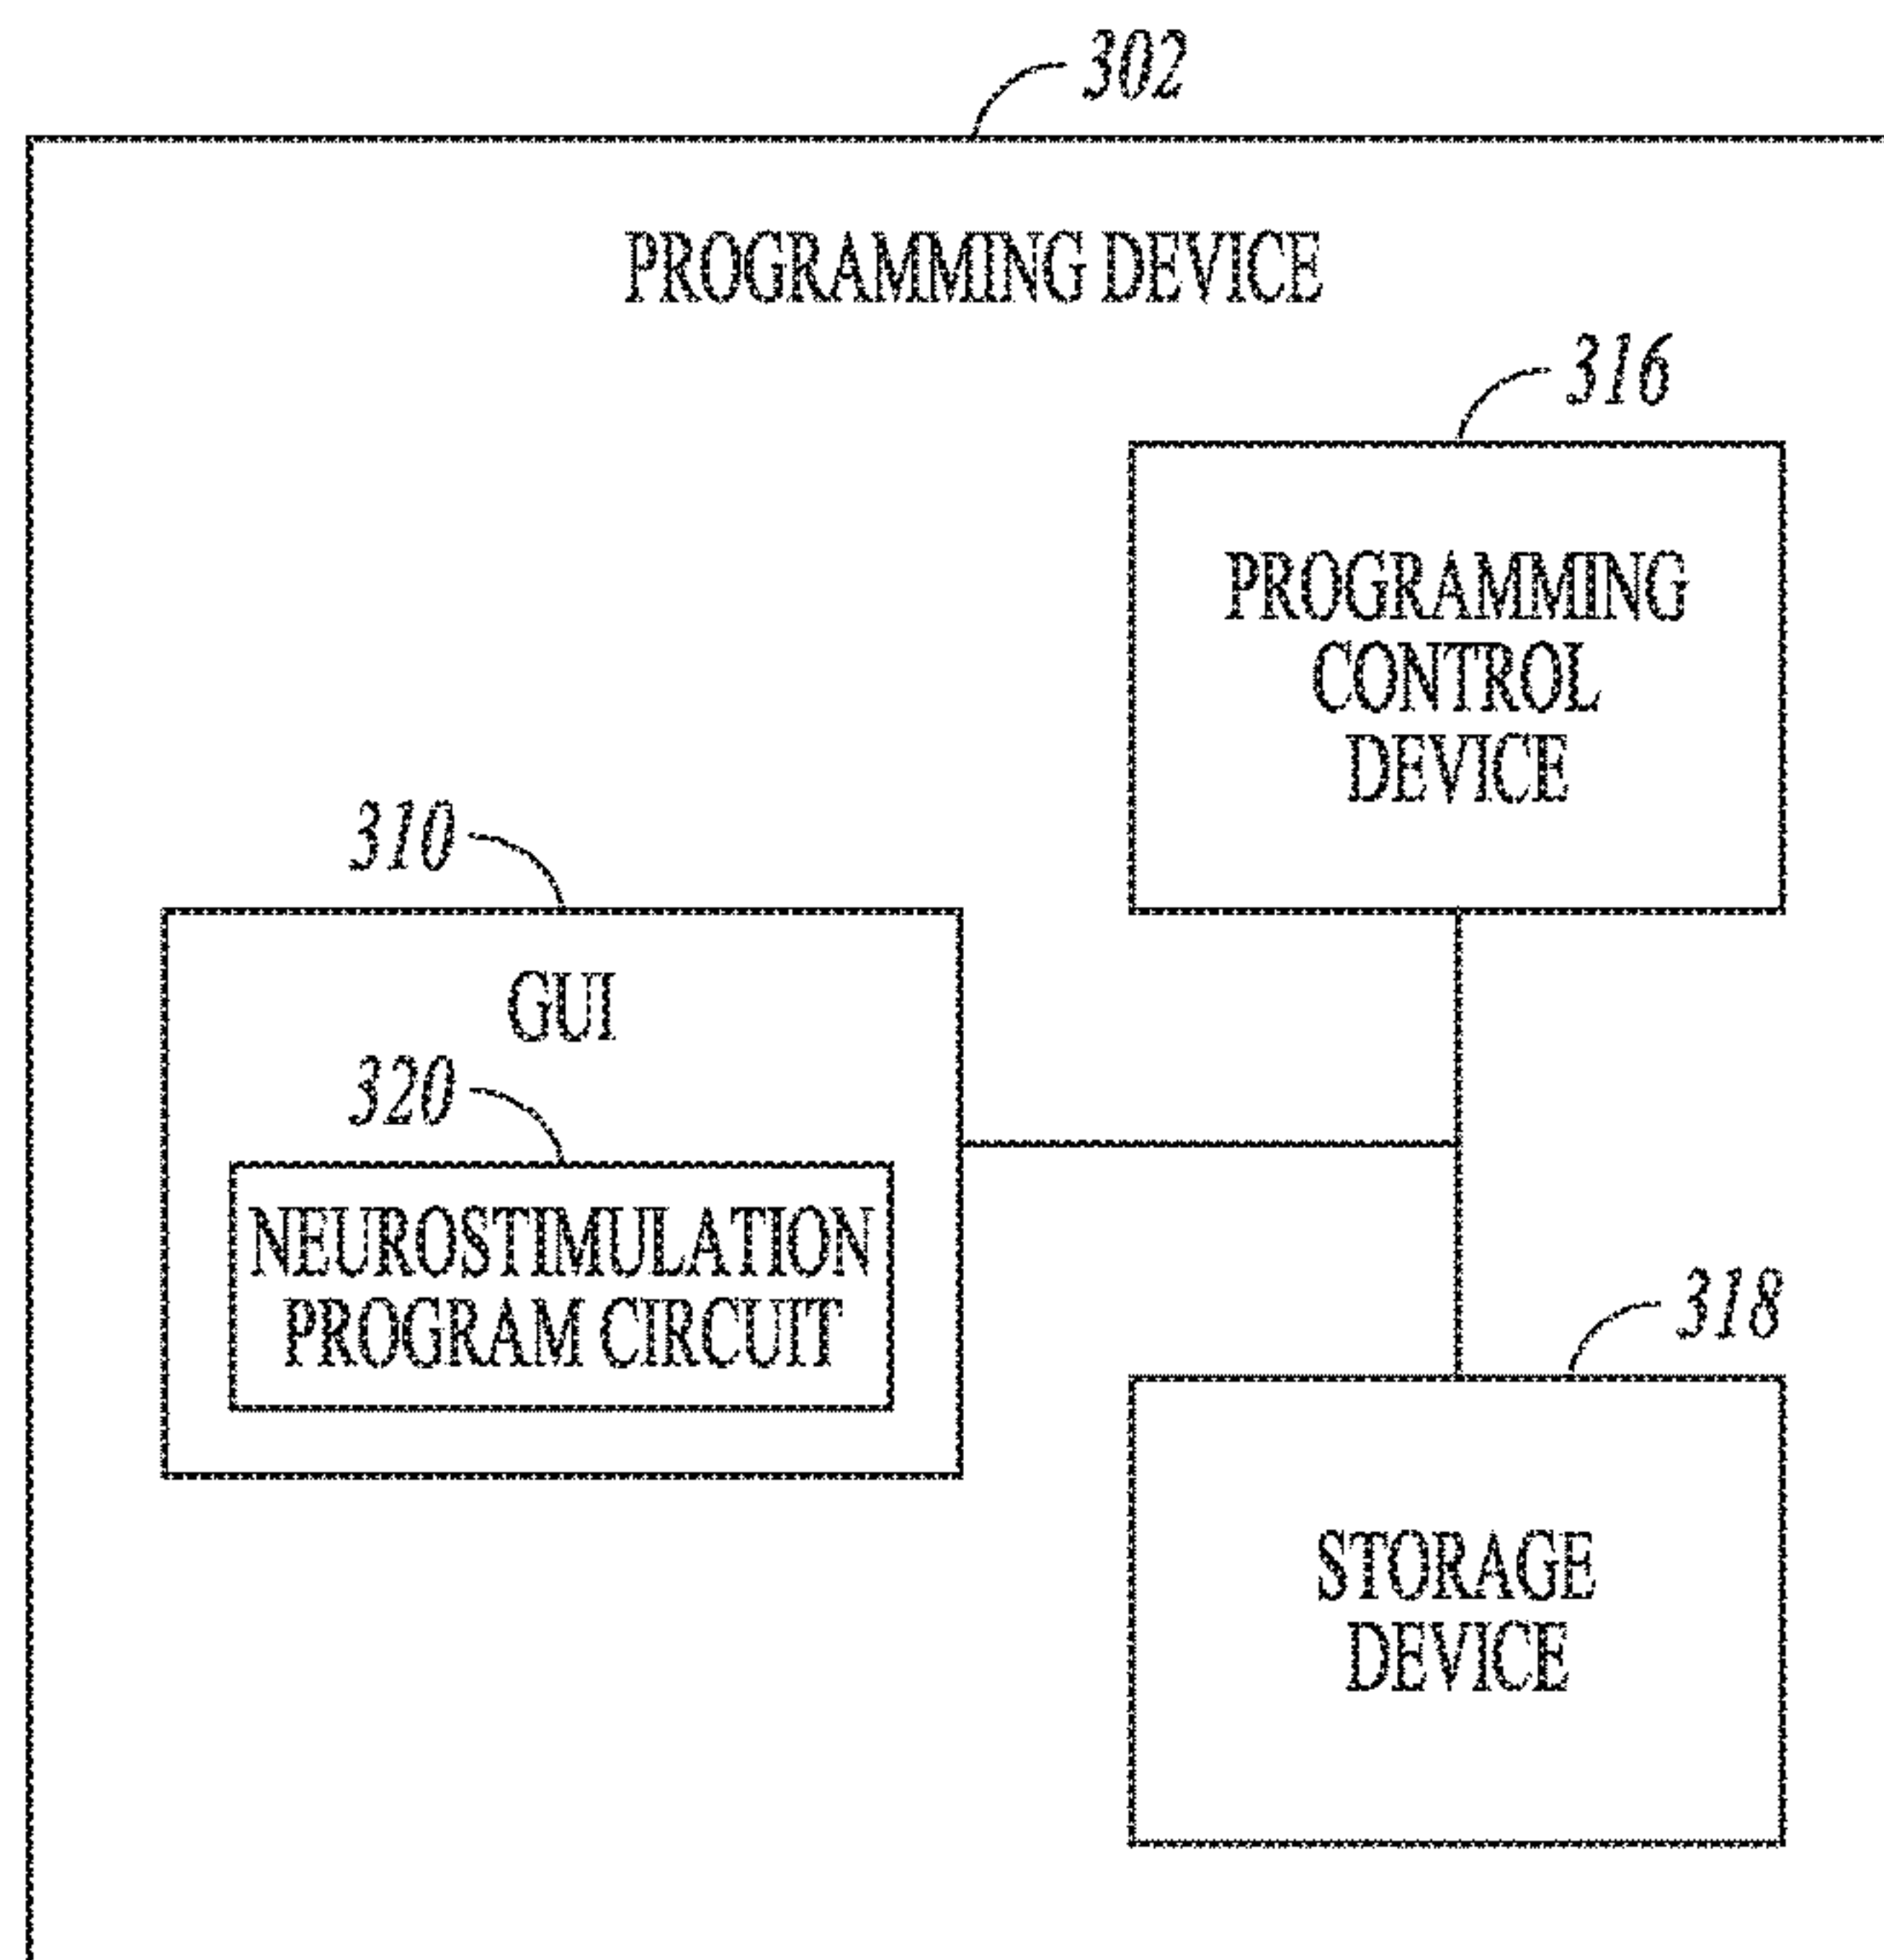 302
PROGRAMMING DEVICE
316
PROGRAMMING
CONTROL
DEVICE
310
GUI
320
NEUROSTIMULATION
PROGRAM CIRCUIT
318
STORAGE
DEVICE